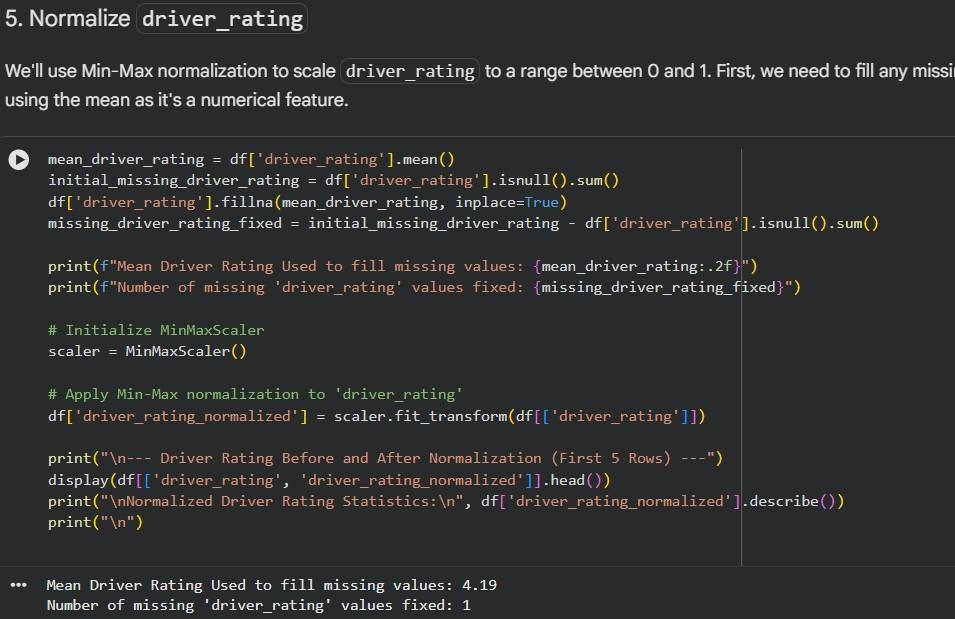 5. Normalize driver_rating
We'll use Min-Max normalization to scale driver_rating to a range between 0 and 1. First, we need to fill any
using the mean as it's a numerical feature.
mean_driver_rating = df['driver_rating'].mean()
initial_missing_driver_rating = df['driver_rating'].isnull().sum()
df['driver_rating'].fillna(mean_driver_rating, inplace=True)
missing_driver_rating_fixed = initial_missing_driver_rating - df['driver_rating'].isnull().sum()
print(f"Mean Driver Rating Used to fill missing values: {mean_driver_rating:.2f}")
print(f"Number of missing 'driver_rating' values fixed: {missing_driver_rating_fixed}")
# Initialize MinMaxScaler
scaler = MinMaxScaler()
# Apply Min-Max normalization to 'driver_rating'
df['driver_rating_normalized'] = scaler.fit_transform(df[['driver_rating']])
print("\n--- Driver Rating Before and After Normalization (First 5 Rows) ---")
display(df[['driver_rating', 'driver_rating_normalized']].head())
print("\nNormalized Driver Rating Statistics:\n", df['driver_rating_normalized'].describe())
print("\n")
Mean Driver Rating Used to fill missing values: 4.19
Number of missing 'driver_rating' values fixed: 1